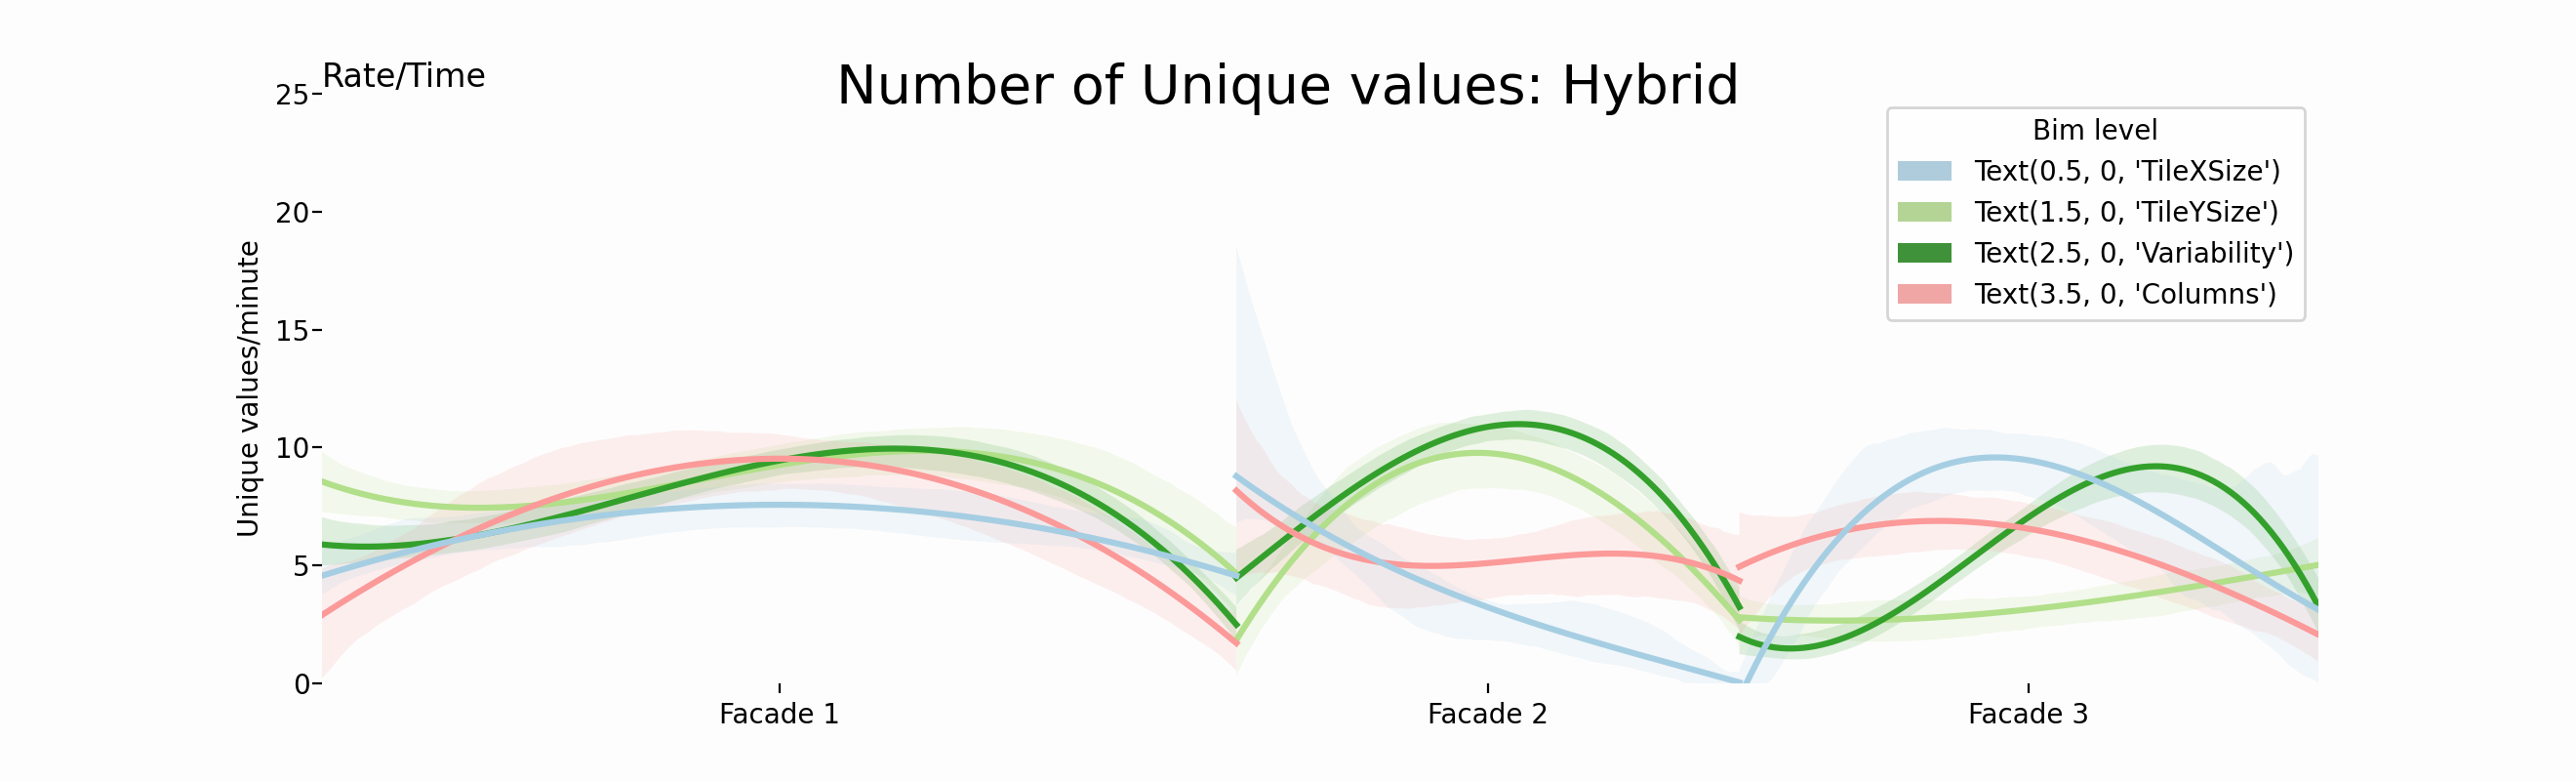 Rate/Time
Number of Unique values: Hybrid
25
20
15
10
5
0
Unique values/minute
Bim level
Text(0.5, 0, 'TileXSize')
Text(1.5, 0, 'TileYSize')
Text(2.5, 0, 'Variability')
Text(3.5, 0, 'Columns')
Facade 1
Facade 2
Facade 3